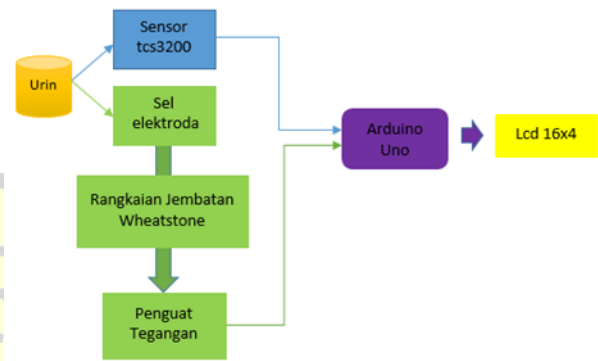 Sensor
tcs3200
Urin
Sel
elektroda
Arduino
Uno
Lcd 16x4
Rangkaian Jembatan
Wheatstone
Penguat
Tegangan